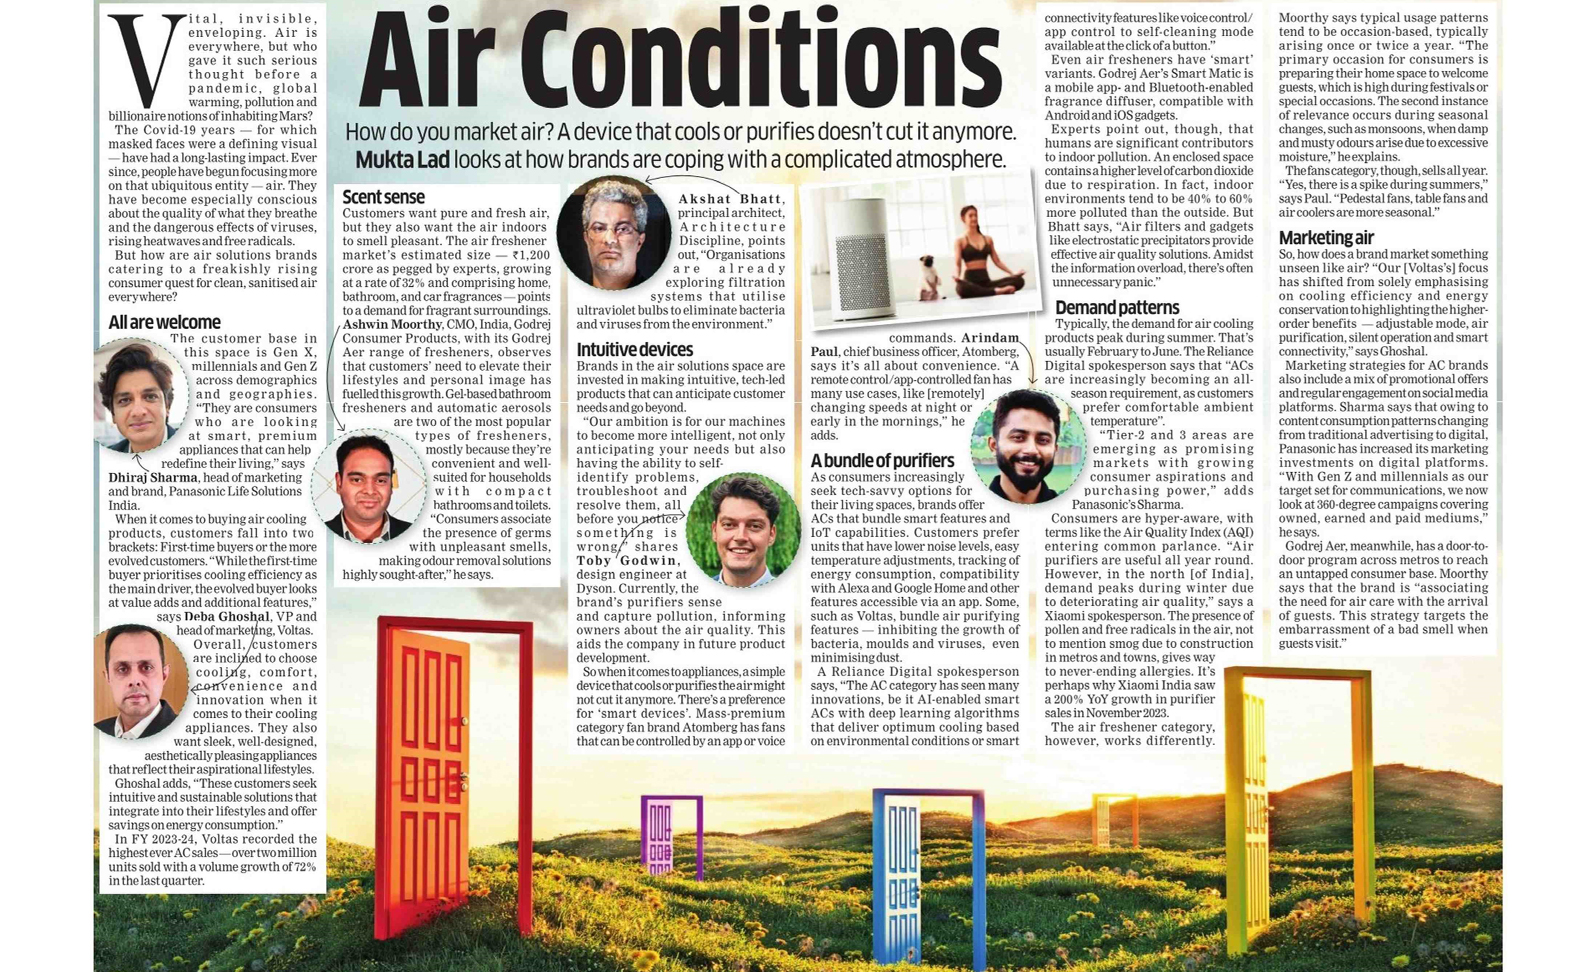 Air Conditions
How do you market air? A device that cools or purifies doesn’t cut it anymore.
Mukta Lad looks at how brands are coping with a complicated atmosphere.
Vital, invisible,
enveloping. Air is
everywhere, but who
gave it such serious
thought before a
pandemic, global
warming, pollution and
billionaire notions of inhabiting Mars?
The Covid-19 years — for which
masked faces were a defining visual
— have had a long-lasting impact. Ever
since, people have begun focusing more
on that ubiquitous entity — air. They
have become especially conscious
about the quality of what they breathe
and the dangerous effects of viruses,
rising heatwaves and free radicals.
But how are air solutions brands
catering to a freakishly rising
consumer quest for clean, sanitised air
everywhere?
All are welcome
The customer base in
this space is Gen X,
millennials and Gen Z
across demographics
and geographies.
“They are consumers
who are looking
at smart, premium
appliances that can help
redefine their living,” says
Dhiraj Sharma, head of marketing
and brand, Panasonic Life Solutions
India.
When it comes to buying air cooling
products, customers fall into two
brackets: First-time buyers or the more
evolved customers. “While the first-time
buyer prioritises cooling efficiency as
the main driver, the evolved buyer looks
at value adds and additional features,”
says Deba Ghoshal, VP and
head of marketing, Voltas.
Overall, customers
are inclined to choose
cooling, comfort,
convenience and
innovation when it
comes to their cooling
appliances. They also
want sleek, well-designed,
aesthetically pleasing appliances
that reflect their aspirational lifestyles.
Ghoshal adds, “These customers seek
intuitive and sustainable solutions that
integrate into their lifestyles and offer
savings on energy consumption.”
In FY 2023-24, Voltas recorded the
highest ever AC sales — over two million
units sold with a volume growth of 72%
in the last quarter.
Scent sense
Customers want pure and fresh air,
but they also want the air indoors
to smell pleasant. The air freshener
market’s estimated size — ₹1,200
crore as pegged by experts, growing
at a rate of 32% and comprising home,
bathroom, and car fragrances — points
to a demand for fragrant surroundings.
Ashwin Moorthy, CMO, India, Godrej
Consumer Products, with its Godrej
Aer range of fresheners, observes
that customers’ need to elevate their
lifestyles and personal image has
fuelled this growth. Gel-based bathroom
fresheners and automatic aerosols
are two of the most popular
types of fresheners,
mostly because they’re
convenient and well-
suited for households
with compact
bathrooms and toilets.
“Consumers associate
the presence of germs
with unpleasant smells,
making odour removal solutions
highly sought-after,” he says.
Akshat Bhatt,
principal architect,
Architecture
Discipline, points
out, “Organisations
are already
exploring filtration
systems that utilise
ultraviolet bulbs to eliminate bacteria
and viruses from the environment.”
Intuitive devices
Brands in the air solutions space are
invested in making intuitive, tech-led
products that can anticipate customer
needs and go beyond.
“Our ambition is for our machines
to become more intelligent, not only
anticipating your needs but also
having the ability to self-
identify problems,
troubleshoot and
resolve them, all
before you notice
something is
wrong,” shares
Toby Godwin,
design engineer at
Dyson. Currently, the
brand’s purifiers sense
and capture pollution, informing
owners about the air quality. This
aids the company in future product
development.
So when it comes to appliances, a simple
device that cools or purifies the air might
not cut it anymore. There’s a preference
for ‘smart devices’. Mass-premium
category fan brand Atomberg has fans
that can be controlled by an app or voice
commands. Arindam
Paul, chief business officer, Atomberg,
says it’s all about convenience. “A
remote control/app-controlled fan has
many use cases, like [remotely]
changing speeds at night or
early in the mornings,” he
adds.
A bundle of purifiers
As consumers increasingly
seek tech-savvy options for
their living spaces, brands offer
ACs that bundle smart features and
IoT capabilities. Customers prefer
units that have lower noise levels, easy
temperature adjustments, tracking of
energy consumption, compatibility
with Alexa and Google Home and other
features accessible via an app. Some,
such as Voltas, bundle air purifying
features — inhibiting the growth of
bacteria, moulds and viruses, even
minimising dust.
A Reliance Digital spokesperson
says, “The AC category has seen many
innovations, be it AI-enabled smart
ACs with deep learning algorithms
that deliver optimum cooling based
on environmental conditions or smart
connectivity features like voice control/
app control to self-cleaning mode
available at the click of a button.”
Even air fresheners have ‘smart’
variants. Godrej Aer’s Smart Matic is
a mobile app- and Bluetooth-enabled
fragrance diffuser, compatible with
Android and iOS gadgets.
Experts point out, though, that
humans are significant contributors
to indoor pollution. An enclosed space
contains a higher level of carbon dioxide
due to respiration. In fact, indoor
environments tend to be 40% to 60%
more polluted than the outside. But
Bhatt says, “Air filters and gadgets
like electrostatic precipitators provide
effective air quality solutions. Amidst
the information overload, there’s often
unnecessary panic.”
Demand patterns
Typically, the demand for air cooling
products peak during summer. That’s
usually February to June. The Reliance
Digital spokesperson says that “ACs
are increasingly becoming an all-
season requirement, as customers
prefer comfortable ambient
temperature”.
“Tier-2 and 3 areas are
emerging as promising
markets with growing
consumer aspirations and
purchasing power,” adds
Panasonic’s Sharma.
Consumers are hyper-aware, with
terms like the Air Quality Index (AQI)
entering common parlance. “Air
purifiers are useful all year round.
However, in the north [of India],
demand peaks during winter due
to deteriorating air quality,” says a
Xiaomi spokesperson. The presence of
pollen and free radicals in the air, not
to mention smog due to construction
in metros and towns, gives way
to never-ending allergies. It’s
perhaps why Xiaomi India saw
a 200% YoY growth in purifier
sales in November 2023.
The air freshener category,
however, works differently.
Moorthy says typical usage patterns
tend to be occasion-based, typically
arising once or twice a year. “The
primary occasion for consumers is
preparing their home space to welcome
guests, which is high during festivals or
special occasions. The second instance
of relevance occurs during seasonal
changes, such as monsoons, when damp
and musty odours arise due to excessive
moisture,” he explains.
The fans category, though, sells all year.
“Yes, there is a spike during summers,”
says Paul. “Pedestal fans, table fans and
air coolers are more seasonal.”
Marketing air
So, how does a brand market something
unseen like air? “Our [Voltas’s] focus
has shifted from solely emphasising
on cooling efficiency and energy
conservation to highlighting the higher-
order benefits — adjustable mode, air
purification, silent operation and smart
connectivity,” says Ghoshal.
Marketing strategies for AC brands
also include a mix of promotional offers
and regular engagement on social media
platforms. Sharma says that owing to
content consumption patterns changing
from traditional advertising to digital,
Panasonic has increased its marketing
investments on digital platforms.
“With Gen Z and millennials as our
target set for communications, we now
look at 360-degree campaigns covering
owned, earned and paid mediums,”
he says.
Godrej Aer, meanwhile, has a door-to-
door program across metros to reach
an untapped consumer base. Moorthy
says that the brand is “associating
the need for air care with the arrival
of guests. This strategy targets the
embarrassment of a bad smell when
guests visit.”